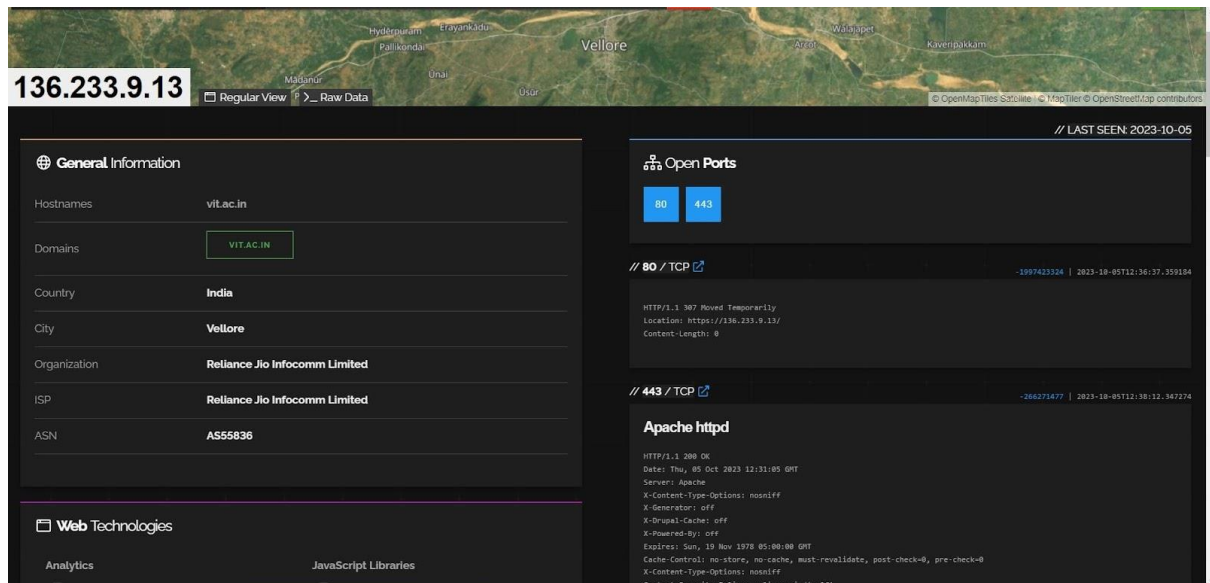 Hyderpuram
Erayankadu
Pallikondai
Vellore
Walajapet
Arcot
Kaveripakkam
Madanur
Unai
Usur
136.233.9.13
Regular View >_ Raw Data
© OpenMapTiles Satellite | © MapTiler © OpenStreetMap contributors
// LAST SEEN: 2023-10-05
General Information
Hostnames vit.ac.in
Domains VIT.AC.IN
Country India
City Vellore
Organization Reliance Jio Infocomm Limited
ISP Reliance Jio Infocomm Limited
ASN AS55836
Web Technologies
Analytics JavaScript Libraries
Open Ports
80 443
// 80 / TCP
-1997423324 | 2023-10-05T12:36:37.359184
HTTP/1.1 307 Moved Temporarily
Location: https://136.233.9.13/
Content-Length: 0
// 443 / TCP
-266271477 | 2023-10-05T12:38:12.347274
Apache httpd
HTTP/1.1 200 OK
Date: Thu, 05 Oct 2023 12:31:05 GMT
Server: Apache
X-Content-Type-Options: nosniff
X-Generator: off
X-Drupal-Cache: off
X-Powered-By: off
Expires: Sun, 19 Nov 1978 05:00:00 GMT
Cache-Control: no-store, no-cache, must-revalidate, post-check=0, pre-check=0
X-Content-Type-Options: nosniff